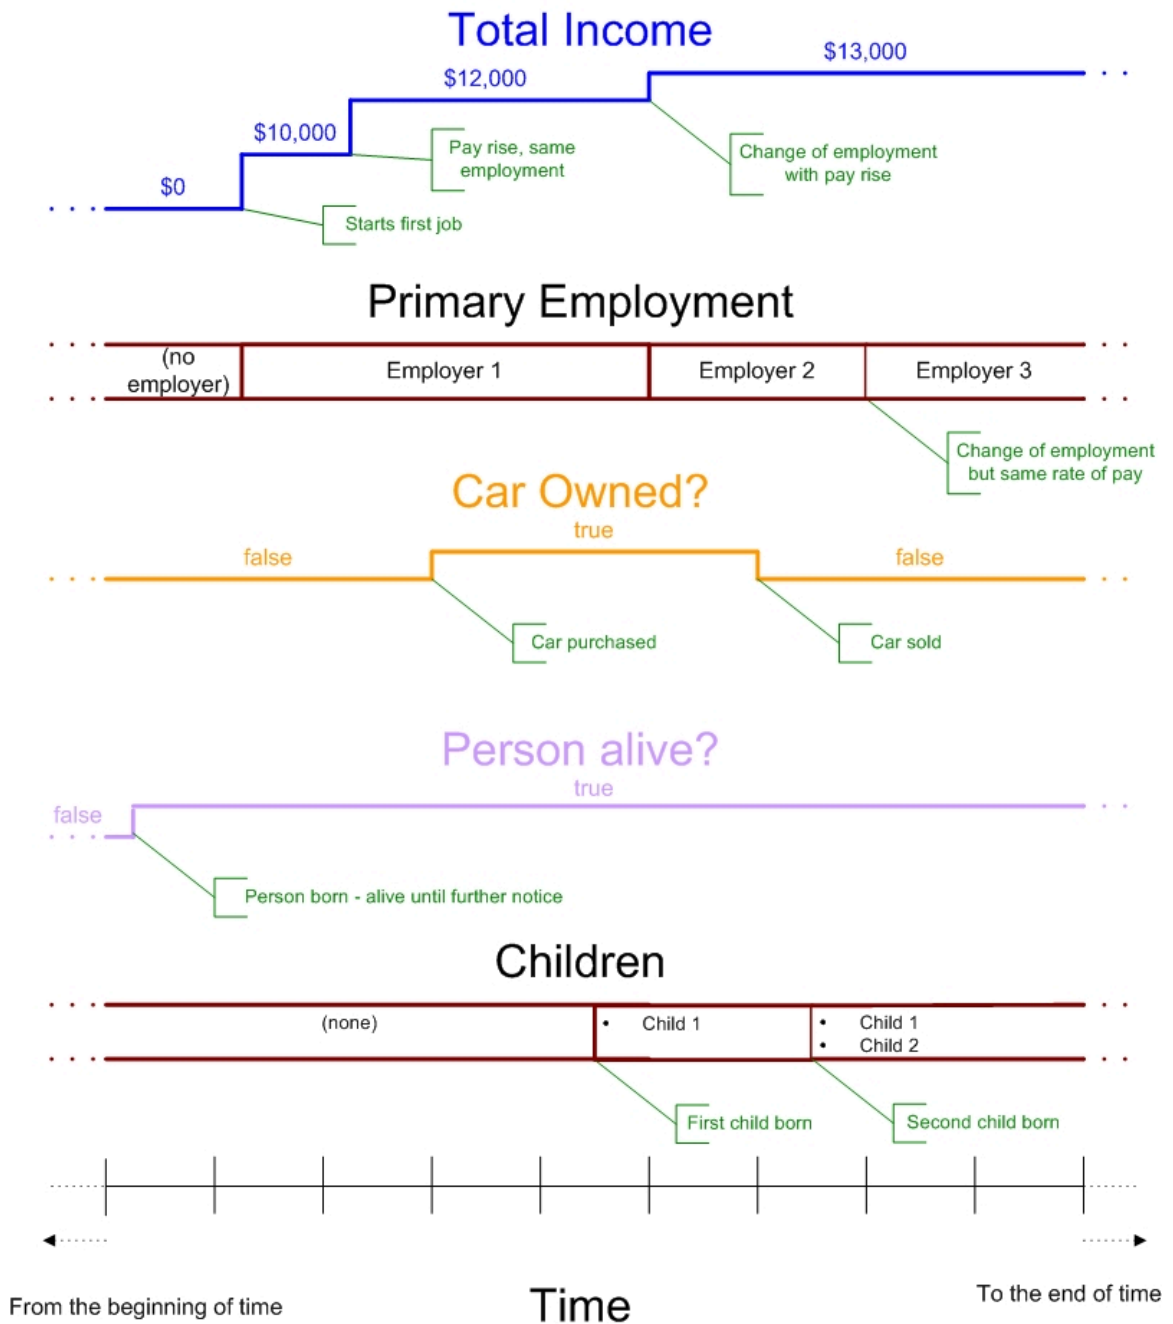 Total Income
$13,000
$12,000
$10,000
Pay rise, same
employment
Change of employment
with pay rise
$0
Starts first job
Primary Employment
(no
employer)
Employer 1
Employer 2
Employer 3
Change of employment
but same rate of pay
Car Owned?
true
false
false
Car purchased
Car sold
Person alive?
true
false
Person born - alive until further notice
Children
(none)
• Child 1
• Child 1
• Child 2
First child born
Second child born
From the beginning of time
Time
To the end of time